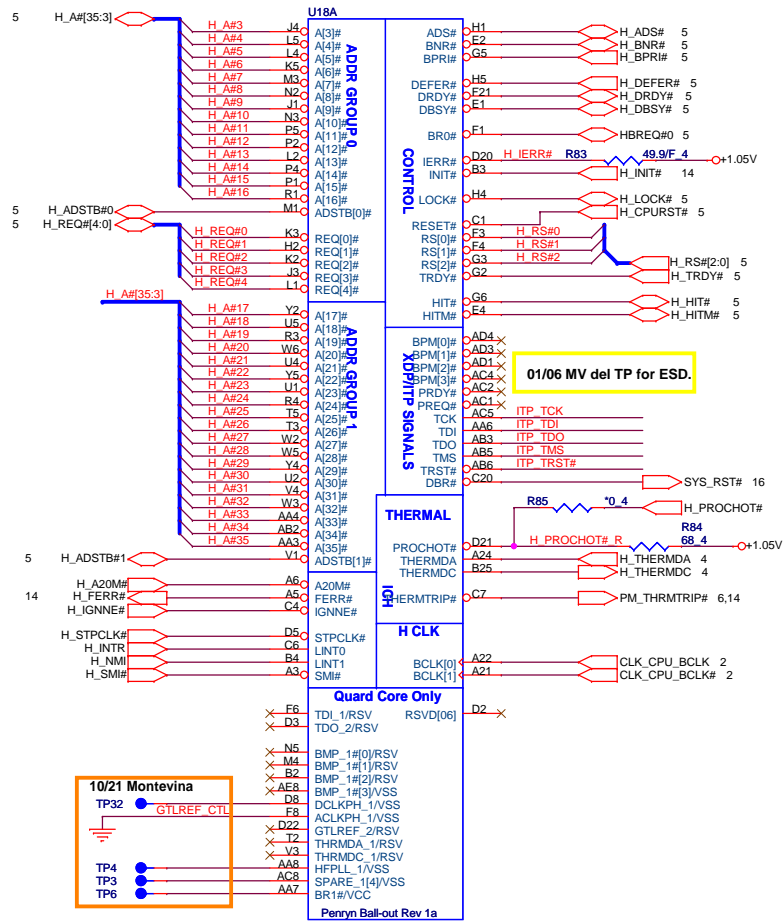 U18A
5 H_A#[35:3] H_A#3 J4 A[3]# ADS# H1 H_ADS# 5
H_A#4 L5 A[4]# BNR# E2 H_BNR# 5
H_A#5 L4 A[5]# BPRI# G5 H_BPRI# 5
H_A#6 K5 A[6]#
H_A#7 M3 A[7]# DEFER# H5 H_DEFER# 5
H_A#8 N2 A[8]# DRDY# F21 H_DRDY# 5
H_A#9 J1 A[9]# DBSY# E1 H_DBSY# 5
H_A#10 N3 A[10]#
H_A#11 P5 A[11]# BR0# F1 HBREQ#0 5
H_A#12 P2 A[12]#
H_A#13 L2 A[13]# IERR# D20 H_IERR# R83 49.9/F_4 +1.05V
H_A#14 P4 A[14]# INIT# B3 H_INIT# 14
H_A#15 P1 A[15]#
H_A#16 R1 A[16]# LOCK# H4 H_LOCK# 5
5 H_ADSTB#0 M1 ADSTB[0]#
ADDR GROUP 0
CONTROL
RESET# C1 H_CPURST# 5
5 H_REQ#[4:0] H_REQ#0 K3 REQ[0]# RS[0]# F3 H_RS#0
H_REQ#1 H2 REQ[1]# RS[1]# F4 H_RS#1
H_REQ#2 K2 REQ[2]# RS[2]# G3 H_RS#2 H_RS#[2:0] 5
H_REQ#3 J3 REQ[3]# TRDY# G2 H_TRDY# 5
H_REQ#4 L1 REQ[4]#
H_A#[35:3]
HIT# G6 H_HIT# 5
HITM# E4 H_HITM# 5
H_A#17 Y2 A[17]#
H_A#18 U5 A[18]#
H_A#19 R3 A[19]# BPM[0]# AD4
H_A#20 W6 A[20]# BPM[1]# AD3
H_A#21 U4 A[21]# BPM[2]# AD1
H_A#22 Y5 A[22]# BPM[3]# AC4
H_A#23 U1 A[23]# PRDY# AC2
H_A#24 R4 A[24]# PREQ# AC1
H_A#25 T5 A[25]# TCK AC5 ITP_TCK
H_A#26 T3 A[26]# TDI AA6 ITP_TDI
H_A#27 W2 A[27]# TDO AB3 ITP_TDO
H_A#28 W5 A[28]# TMS AB5 ITP_TMS
H_A#29 Y4 A[29]# TRST# AB6 ITP_TRST#
H_A#30 U2 A[30]# DBR# C20 SYS_RST# 16
H_A#31 V4 A[31]#
H_A#32 W3 A[32]#
H_A#33 AA4 A[33]#
H_A#34 AB2 A[34]#
H_A#35 AA3 A[35]#
5 H_ADSTB#1 V1 ADSTB[1]#
ADDR GROUP 1
XDP/ITP SIGNALS
01/06 MV del TP for ESD.
THERMAL
R85 *0_4 H_PROCHOT#
PROCHOT# D21 H_PROCHOT#_R R84 68_4 +1.05V
THERMDA A24 H_THERMDA 4
THERMDC B25 H_THERMDC 4
H_A20M# A6 A20M#
14 H_FERR# A5 FERR# THERMTRIP# C7 PM_THRMTRIP# 6,14
H_IGNNE# C4 IGNNE#
ICH
H CLK
H_STPCLK# D5 STPCLK#
H_INTR C6 LINT0
H_NMI B4 LINT1 BCLK[0] A22 CLK_CPU_BCLK 2
H_SMI# A3 SMI# BCLK[1] A21 CLK_CPU_BCLK# 2
Quard Core Only
F6 TDI_1/RSV RSVD[06] D2
D3 TDO_2/RSV
N5 BMP_1#[0]/RSV
M4 BMP_1#[1]/RSV
B2 BMP_1#[2]/RSV
AE8 BMP_1#[3]/VSS
10/21 Montevina
TP32 D8 DCLKPH_1/VSS
GTLREF_CTL F8 ACLKPH_1/VSS
D22 GTLREF_2/RSV
T2 THRMDA_1/RSV
V3 THRMDC_1/RSV
TP4 AA8 HFPLL_1/VSS
TP3 AC8 SPARE_1[4]/VSS
TP6 AA7 BR1#/VCC
Penryn Ball-out Rev 1a